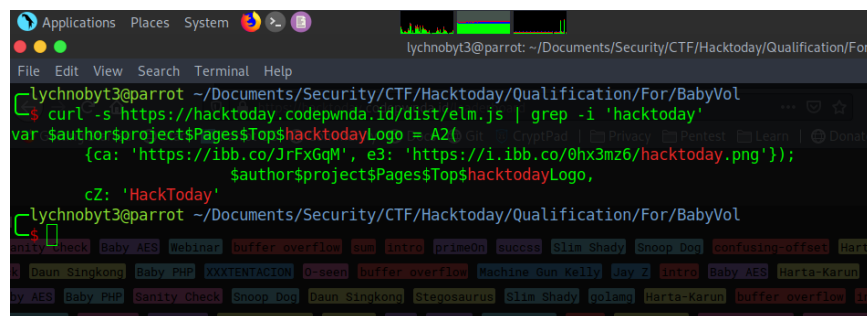 Applications Places System
lychnobyt3@parrot: ~/Documents/Security/CTF/Hacktoday/Qualification/For
File Edit View Search Terminal Help
lychnobyt3@parrot ~/Documents/Security/CTF/Hacktoday/Qualification/For/BabyVol
$ curl -s https://hacktoday.codepwnda.id/dist/elm.js | grep -i 'hacktoday'
var $author$project$Pages$Top$hacktodayLogo = A2(
{ca: 'https://ibb.co/JrFxGqM', e3: 'https://i.ibb.co/0hx3mz6/hacktoday.png'});
$author$project$Pages$Top$hacktodayLogo,
cZ: 'HackToday'
lychnobyt3@parrot ~/Documents/Security/CTF/Hacktoday/Qualification/For/BabyVol
$
Check Baby AES Webinar buffer overflow sum intro primeOn succss Slim Shady Snoop Dog confusing-offset
Daun Singkong Baby PHP XXXTENTACION O-seen buffer overflow Machine Gun Kelly Jay Z intro Baby AES Harta-Karun
AES Baby PHP Sanity Check Snoop Dog Daun Singkong Stegosaurus Slim Shady golamg Harta-Karun buffer overflow